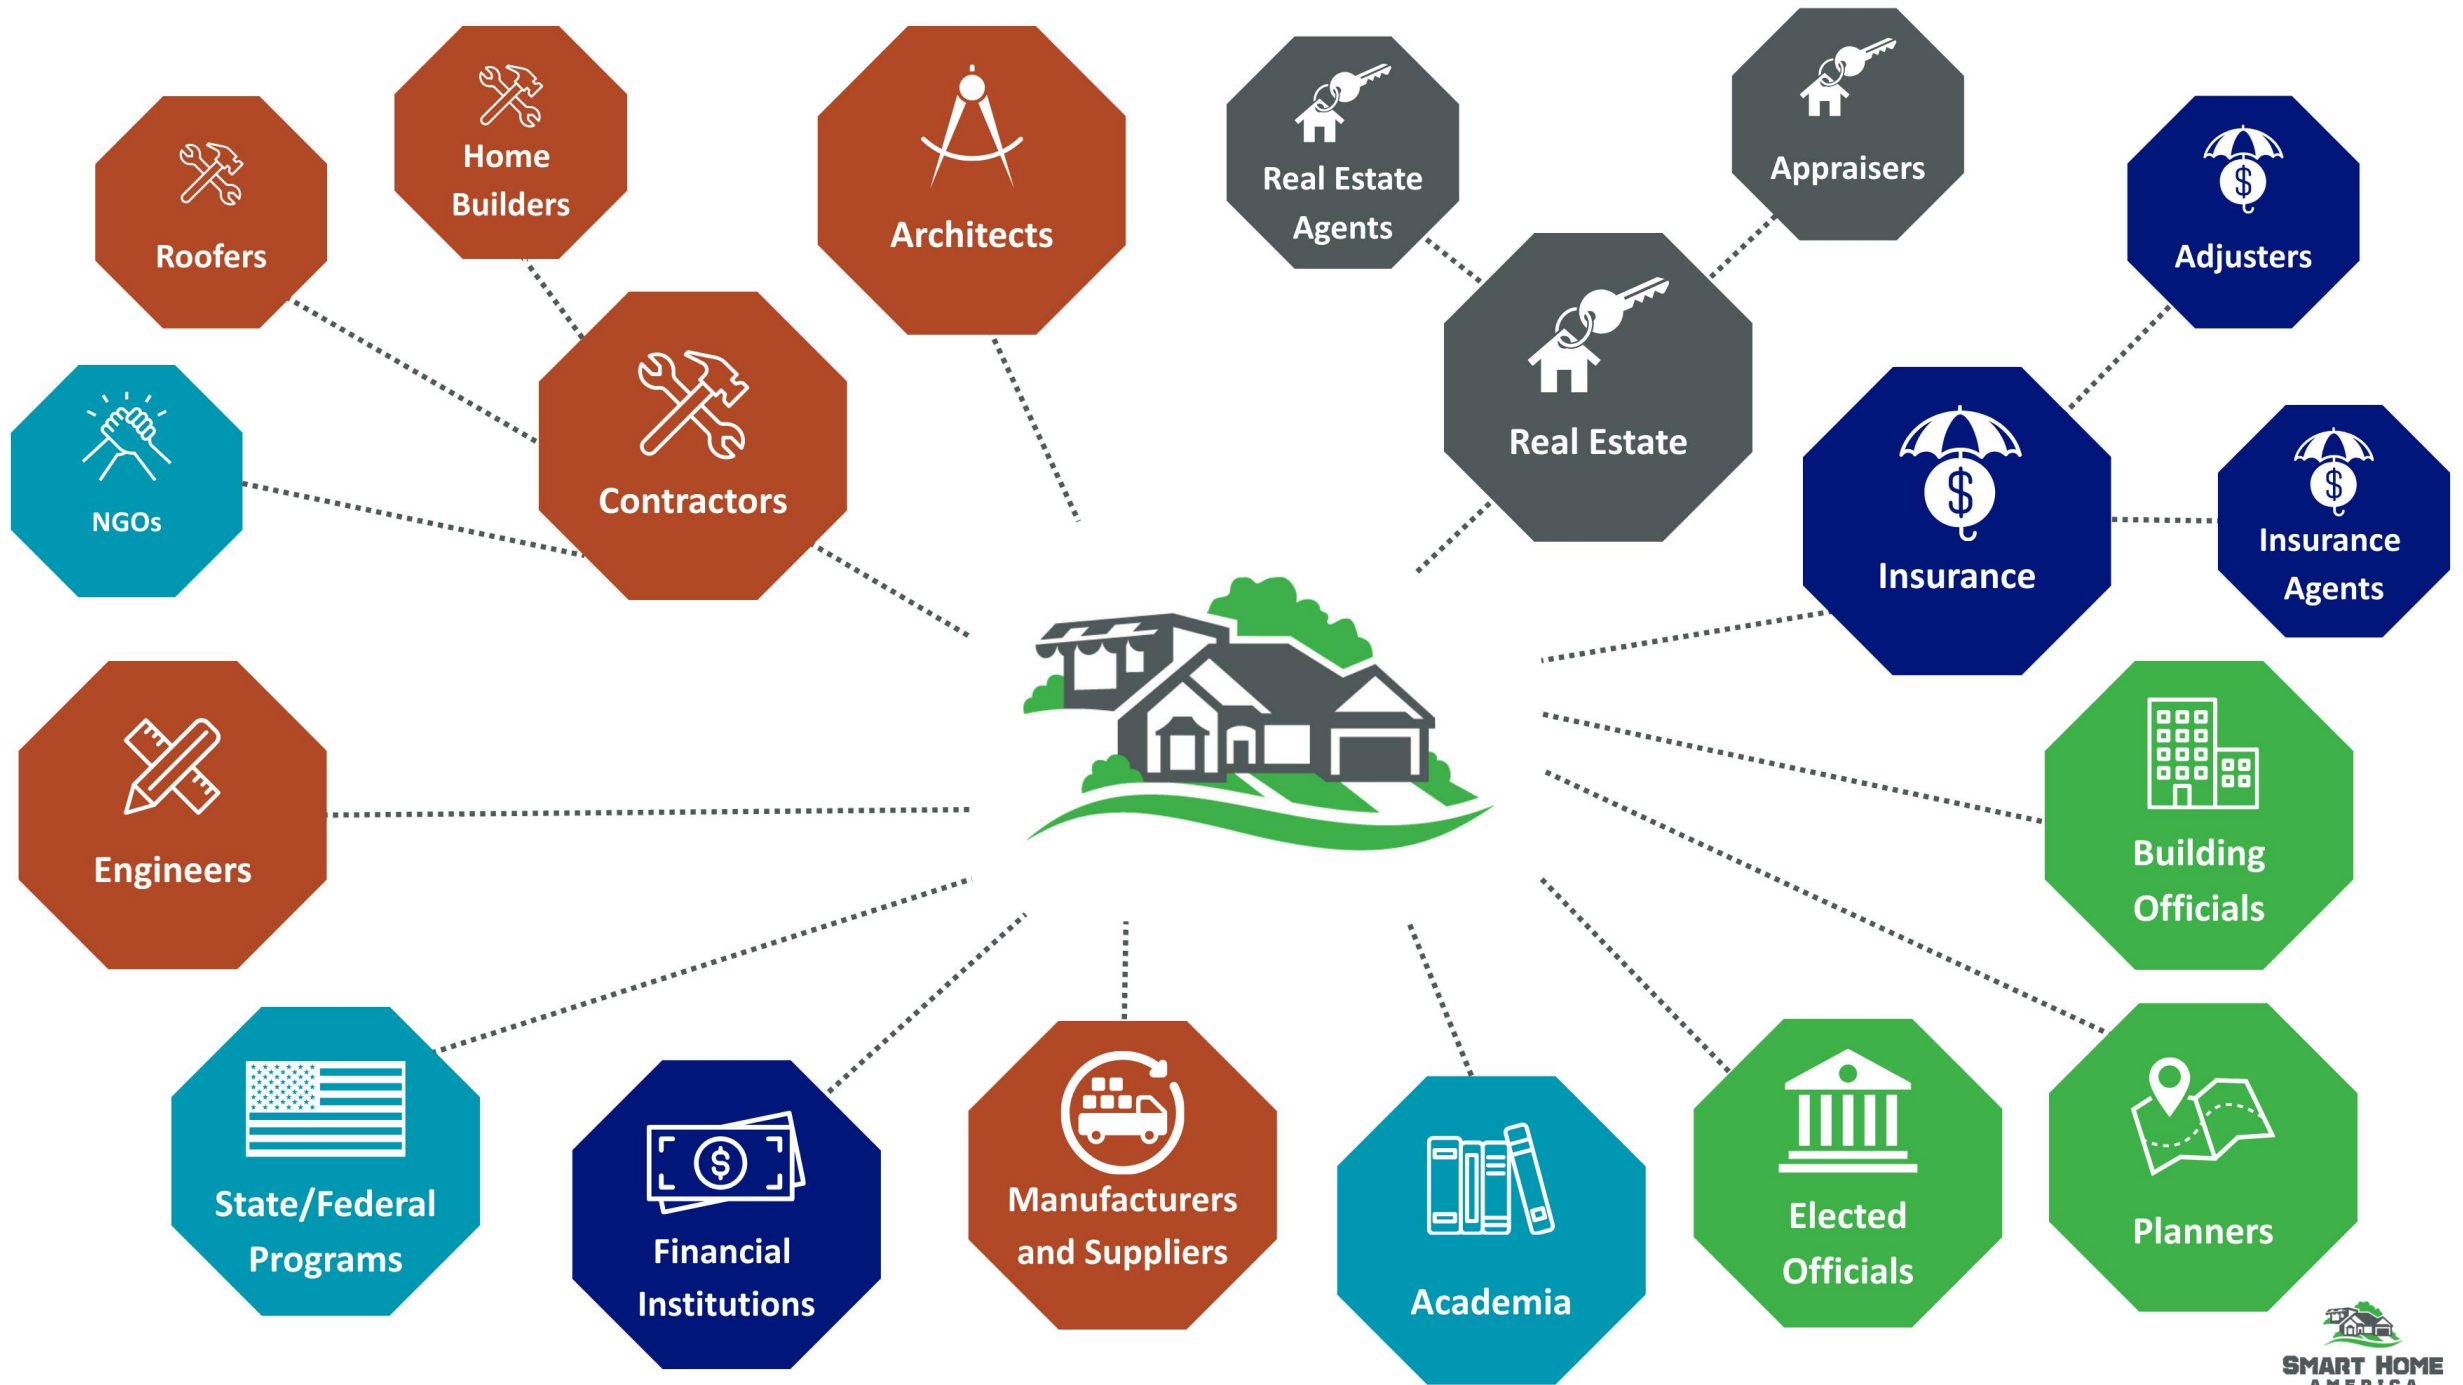 Home
Builders
Architects
Real Estate
Agents
Appraisers
Roofers
Adjusters
NGOs
Contractors
Real Estate
Insurance
Insurance
Agents
Engineers
Building
Officials
State/Federal
Programs
Financial
Institutions
Manufacturers
and Suppliers
Academia
Elected
Officials
Planners
$
$
$
$
SMART HOME
AMERICA